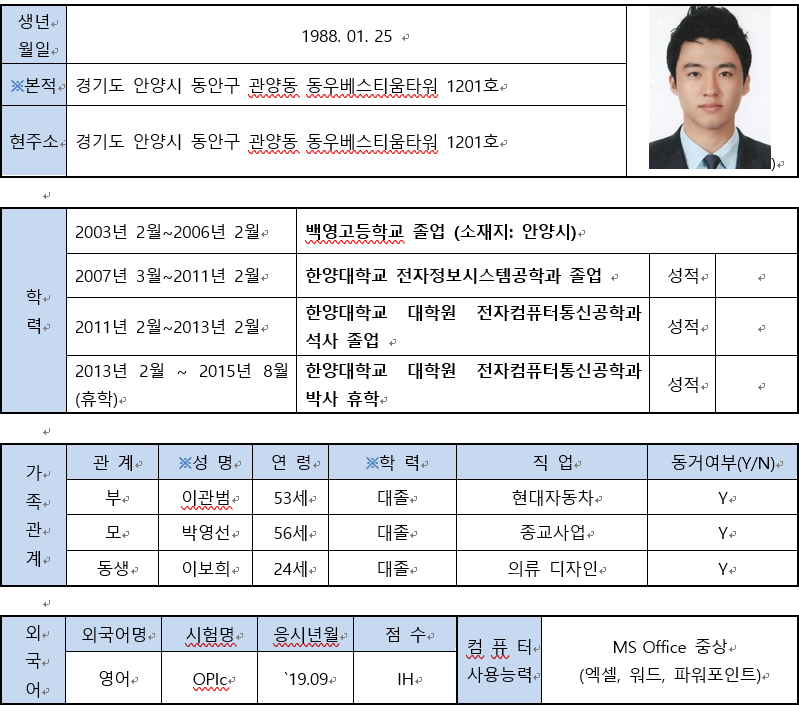 생년
월일
1988. 01. 25
※본적
경기도 안양시 동안구 관양동 동우베스티움타워 1201호
현주소
경기도 안양시 동안구 관양동 동우베스티움타워 1201호
)
학
력
2003년 2월~2006년 2월
백영고등학교 졸업 (소재지: 안양시)
2007년 3월~2011년 2월
한양대학교 전자정보시스템공학과 졸업
성적
2011년 2월~2013년 2월
한양대학교 대학원 전자컴퓨터통신공학과
석사 졸업
성적
2013년 2월 ~ 2015년 8월
(휴학)
한양대학교 대학원 전자컴퓨터통신공학과
박사 휴학
성적
가
족
관
계
관 계 ※성 명 연 령 ※학 력 직 업 동거여부(Y/N)
부 이관범 53세 대졸 현대자동차 Y
모 박영선 56세 대졸 종교사업 Y
동생 이보희 24세 대졸 의류 디자인 Y
외
국
어
외국어명 시험명 응시년월 점 수
영어 OPIc `19.09 IH
컴 퓨 터
사용능력
MS Office 중상
(엑셀, 워드, 파워포인트)